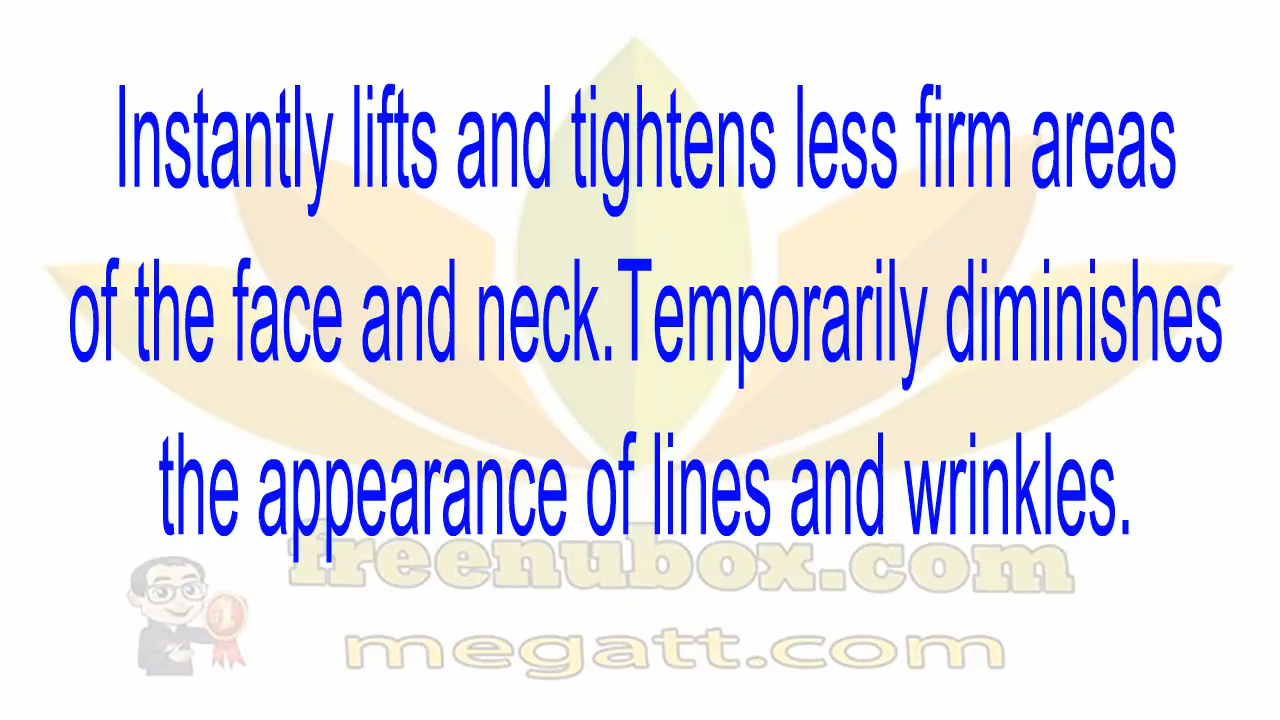 Instantly lifts and tightens less firm areas
of the face and neck.Temporarily diminishes
the appearance of lines and wrinkles.
freenubox.com
1
megatt.com